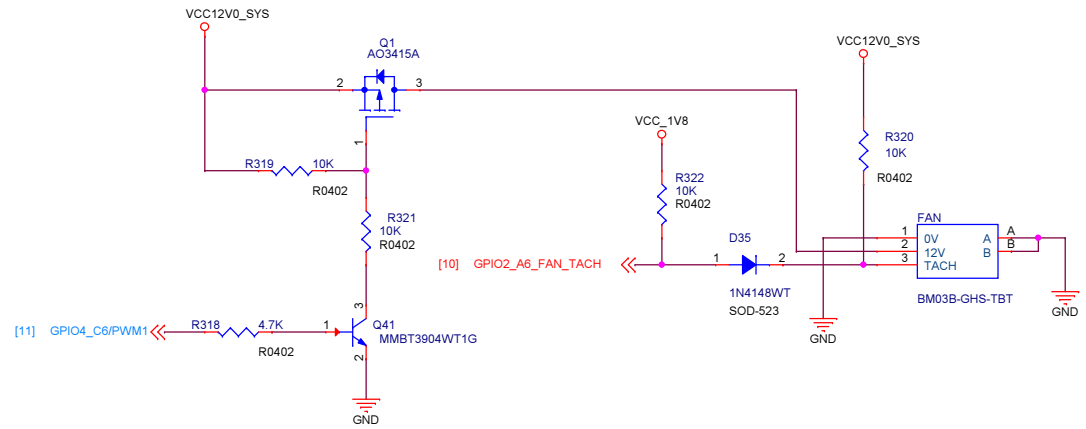 VCC12V0_SYS
Q1
AO3415A
2
3
1
R319
10K
R0402
R321
10K
R0402
3
[11]
GPIO4_C6/PWM1
R318
4.7K
R0402
1
Q41
MMBT3904WT1G
2
GND
VCC_1V8
R322
10K
R0402
[10]
GPIO2_A6_FAN_TACH
1
D35
2
1N4148WT
SOD-523
VCC12V0_SYS
R320
10K
R0402
FAN
1
0V
A
A
2
12V
B
B
3
TACH
BM03B-GHS-TBT
GND
GND